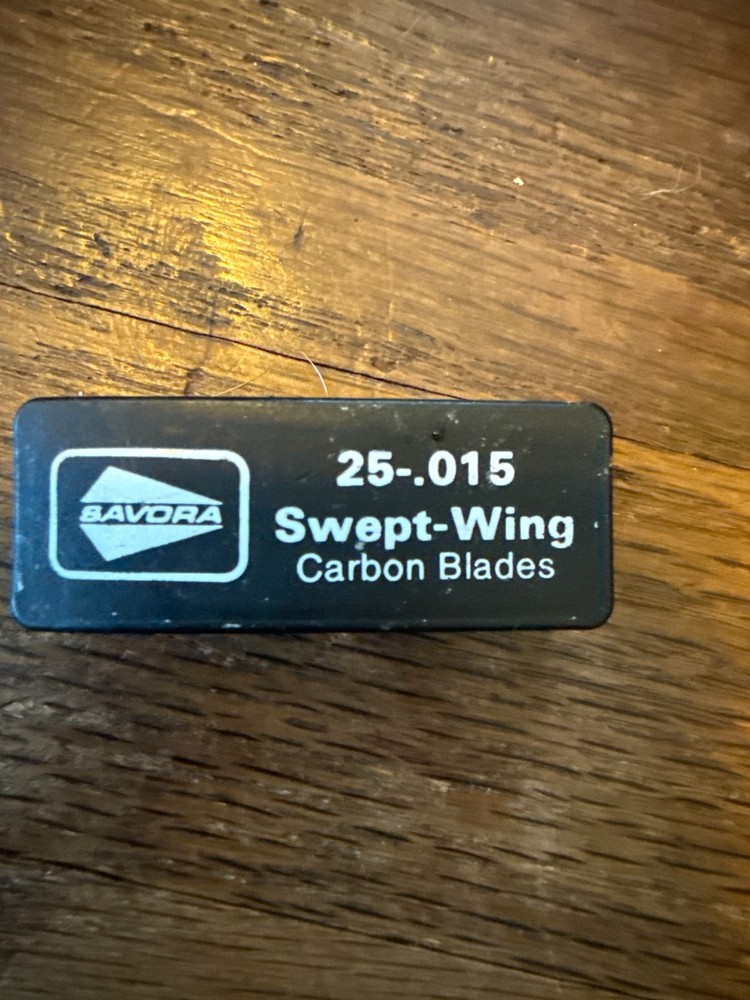 SAVORA
25-.015
Swept-Wing
Carbon Blades